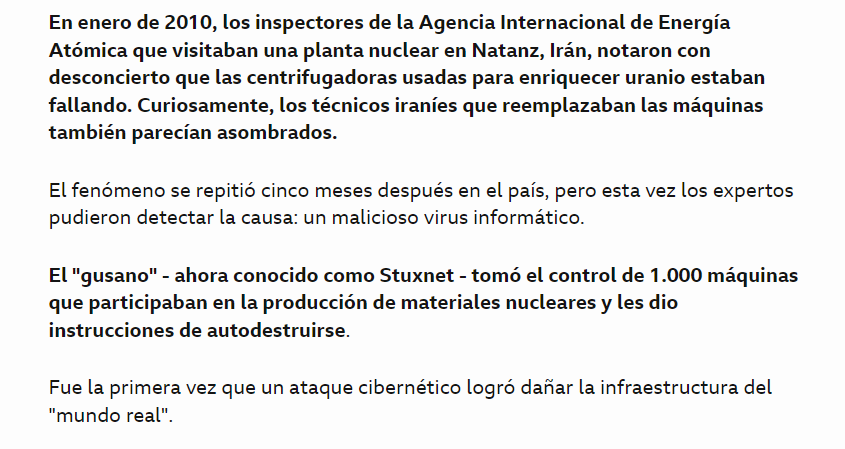 En enero de 2010, los inspectores de la Agencia Internacional de Energía
Atómica que visitaban una planta nuclear en Natanz, Irán, notaron con
desconcierto que las centrifugadoras usadas para enriquecer uranio estaban
fallando. Curiosamente, los técnicos iraníes que reemplazaban las máquinas
también parecían asombrados.
El fenómeno se repitió cinco meses después en el país, pero esta vez los expertos
pudieron detectar la causa: un malicioso virus informático.
El "gusano" - ahora conocido como Stuxnet - tomó el control de 1.000 máquinas
que participaban en la producción de materiales nucleares y les dio
instrucciones de autodestruirse.
Fue la primera vez que un ataque cibernético logró dañar la infraestructura del
"mundo real".